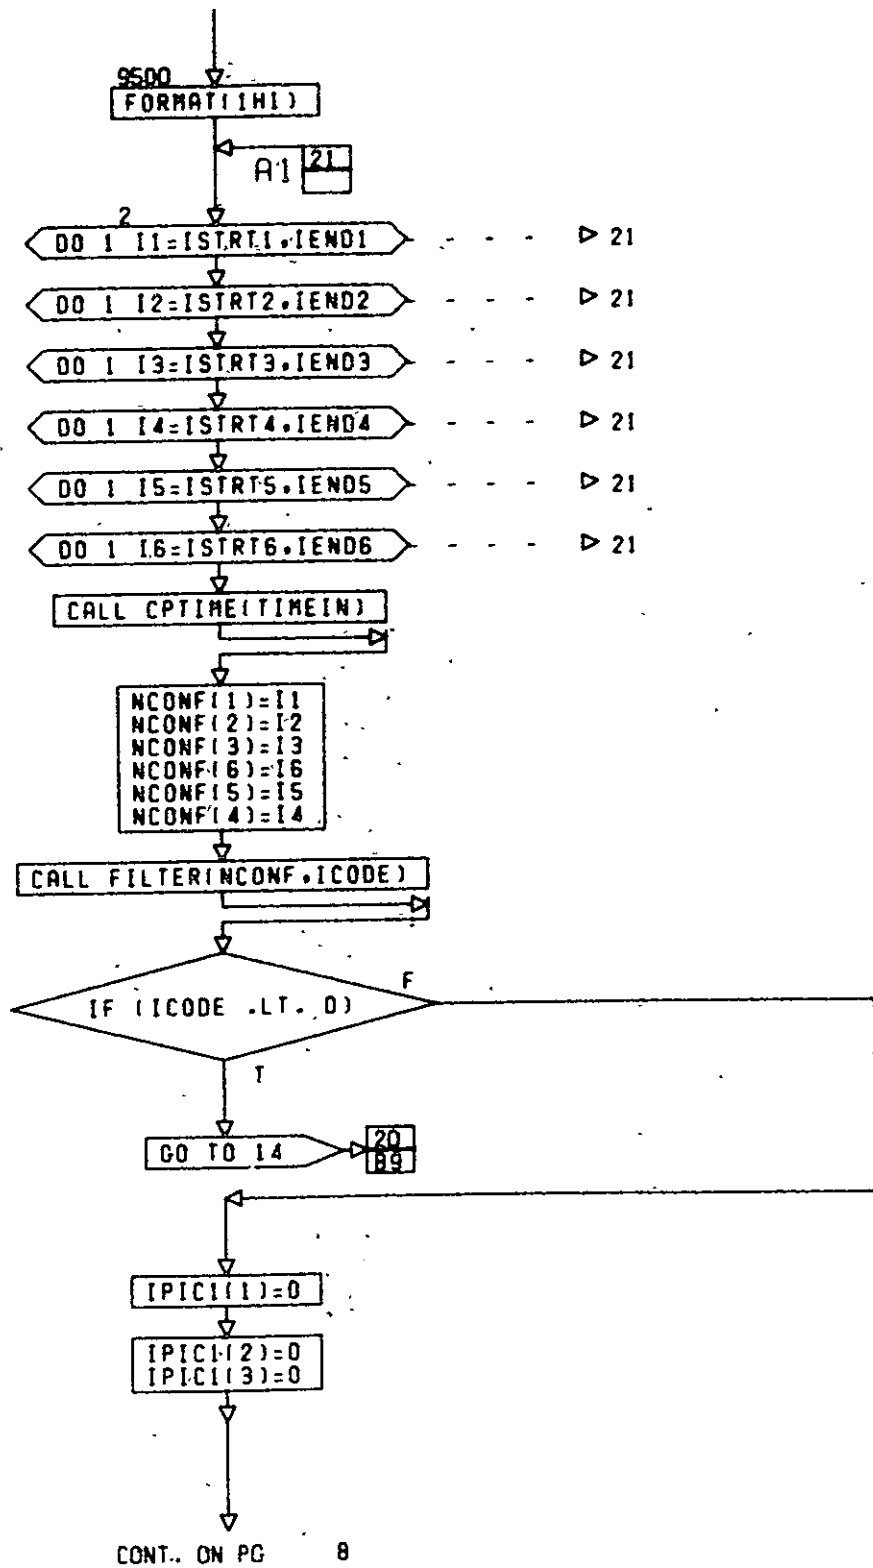 9500
FORMAT(1H1)
A1 21
2
DO 1 I1=ISTRT1,IEND1 - - - 21
DO 1 I2=ISTRT2,IEND2 - - - 21
DO 1 I3=ISTRT3,IEND3 - - - 21
DO 1 I4=ISTRT4,IEND4 - - - 21
DO 1 I5=ISTRT5,IEND5 - - - 21
DO 1 I6=ISTRT6,IEND6 - - - 21
CALL CPTIME(TIMEIN)
NCONF(1)=I1
NCONF(2)=I2
NCONF(3)=I3
NCONF(6)=I6
NCONF(5)=I5
NCONF(4)=I4
CALL FILTER(NCONF,ICODE)
F
IF (ICODE .LT. 0)
T
GO TO 14 20
B9
IPIC1(1)=0
IPIC1(2)=0
IPIC1(3)=0
CONT.. ON PG 8